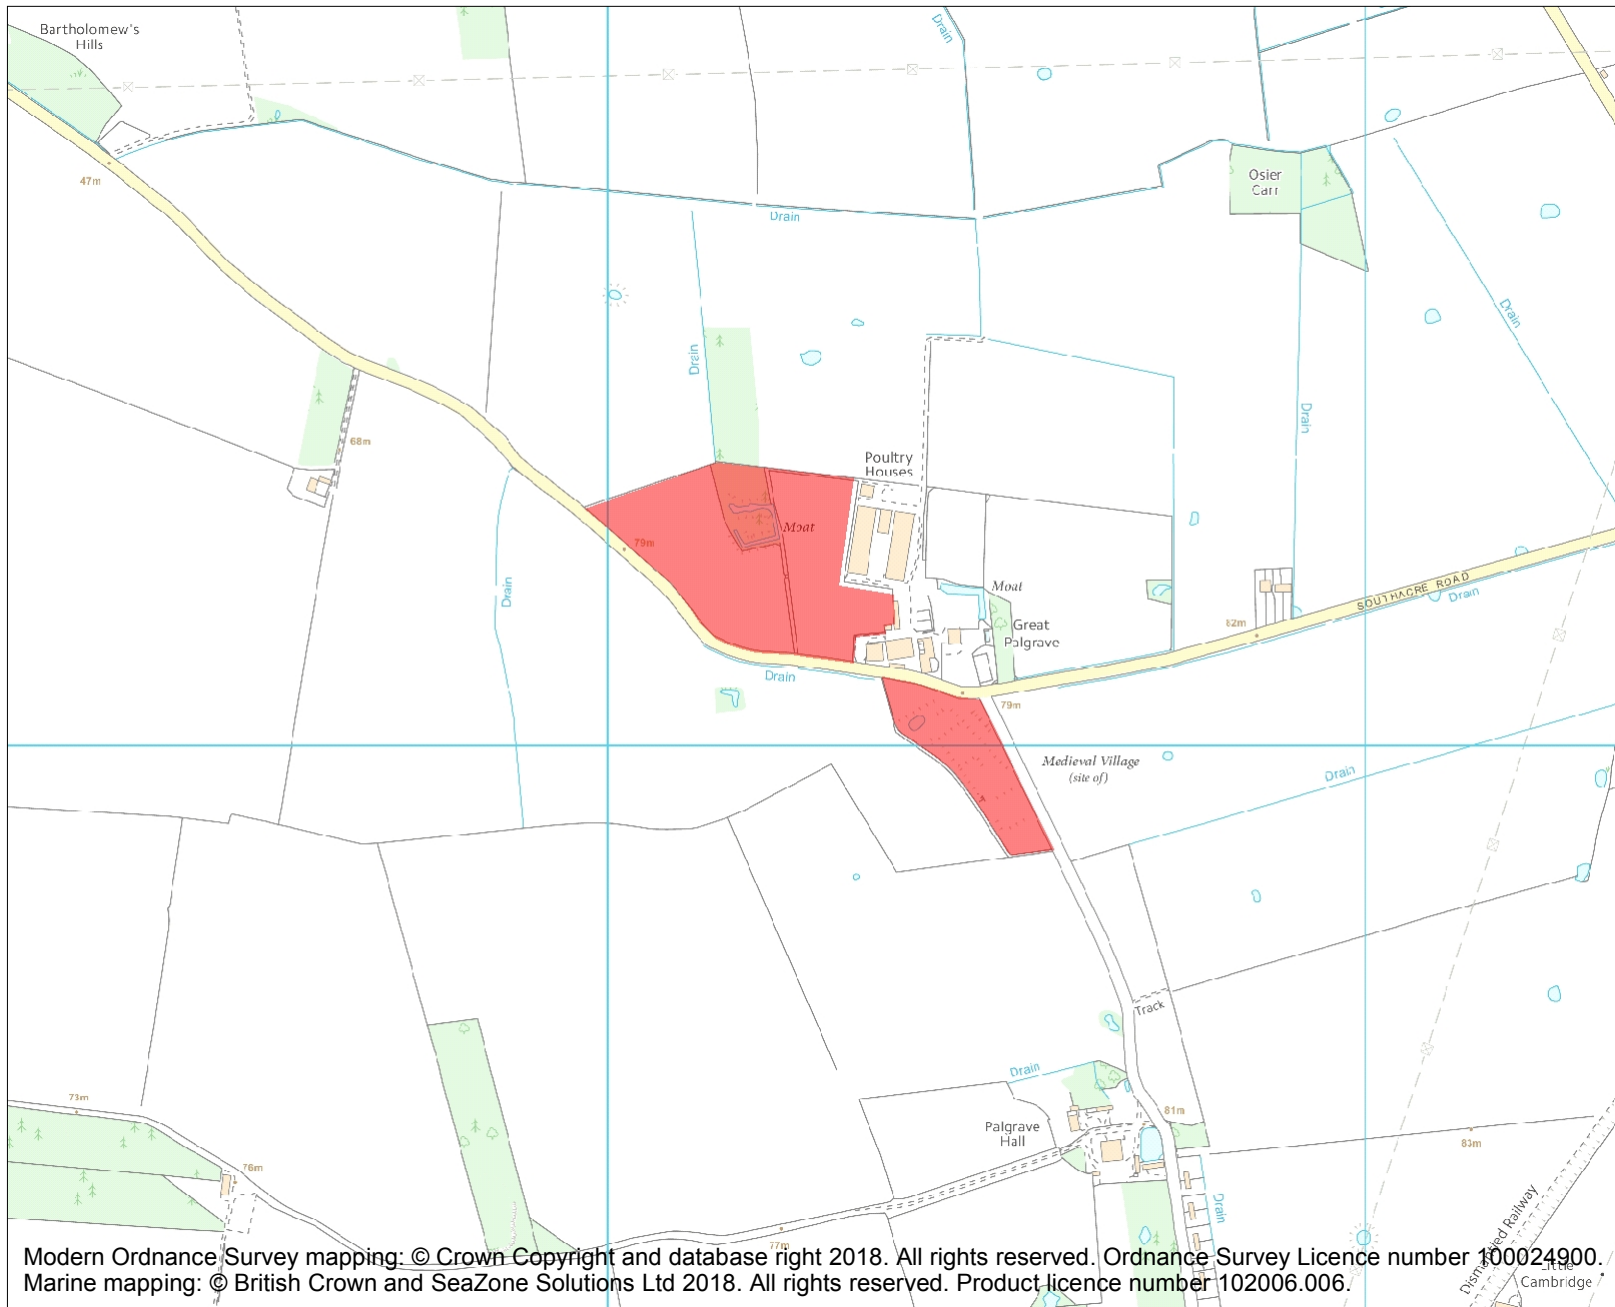 Bartholomew's
Hills
Drain
47m
Osier
Carr
Drain
Drain
Drain
Drain
68m
Poultry
Houses
Moat
79m
Drain
Moat
SOUTHACRE ROAD
Drain
Great
Palgrave
82m
Drain
79m
Medieval Village
(site of)
Drain
Track
Drain
73m
81m
Palgrave
Hall
83m
76m
Drain
77m
Dismantled Railway
Little
Cambridge
Modern Ordnance Survey mapping: © Crown Copyright and database right 2018. All rights reserved. Ordnance Survey Licence number 100024900.
Marine mapping: © British Crown and SeaZone Solutions Ltd 2018. All rights reserved. Product licence number 102006.006.